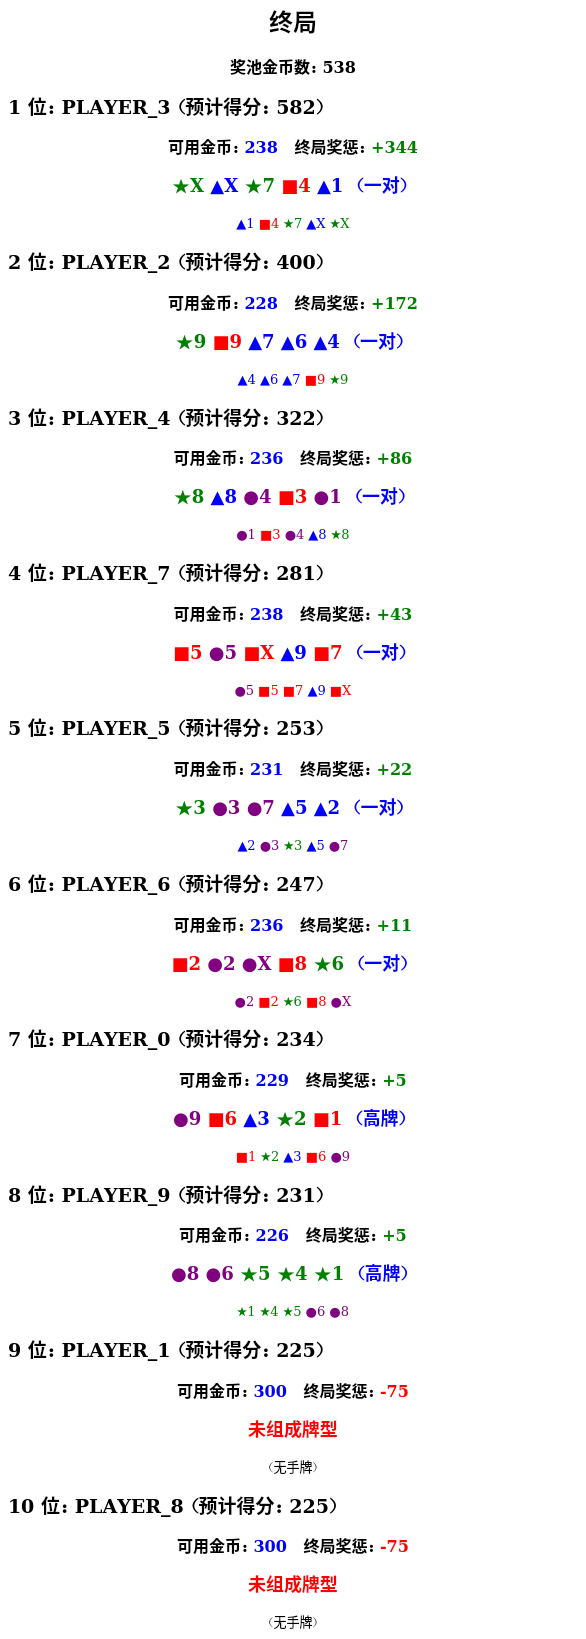 终局
奖池金币数: 538
1 位: PLAYER_3 (预计得分: 582)
可用金币: 238 终局奖惩: +344
★X ▲X ★7 ■4 ▲1 (一对)
▲1 ■4 ★7 ▲X ★X
2 位: PLAYER_2 (预计得分: 400)
可用金币: 228 终局奖惩: +172
★9 ■9 ▲7 ▲6 ▲4 (一对)
▲4 ▲6 ▲7 ■9 ★9
3 位: PLAYER_4 (预计得分: 322)
可用金币: 236 终局奖惩: +86
★8 ▲8 ●4 ■3 ●1 (一对)
●1 ■3 ●4 ▲8 ★8
4 位: PLAYER_7 (预计得分: 281)
可用金币: 238 终局奖惩: +43
■5 ●5 ■X ▲9 ■7 (一对)
●5 ■5 ■7 ▲9 ■X
5 位: PLAYER_5 (预计得分: 253)
可用金币: 231 终局奖惩: +22
★3 ●3 ●7 ▲5 ▲2 (一对)
▲2 ●3 ★3 ▲5 ●7
6 位: PLAYER_6 (预计得分: 247)
可用金币: 236 终局奖惩: +11
■2 ●2 ●X ■8 ★6 (一对)
●2 ■2 ★6 ■8 ●X
7 位: PLAYER_0 (预计得分: 234)
可用金币: 229 终局奖惩: +5
●9 ■6 ▲3 ★2 ■1 (高牌)
■1 ★2 ▲3 ■6 ●9
8 位: PLAYER_9 (预计得分: 231)
可用金币: 226 终局奖惩: +5
●8 ●6 ★5 ★4 ★1 (高牌)
★1 ★4 ★5 ●6 ●8
9 位: PLAYER_1 (预计得分: 225)
可用金币: 300 终局奖惩: -75
未组成牌型
(无手牌)
10 位: PLAYER_8 (预计得分: 225)
可用金币: 300 终局奖惩: -75
未组成牌型
(无手牌)